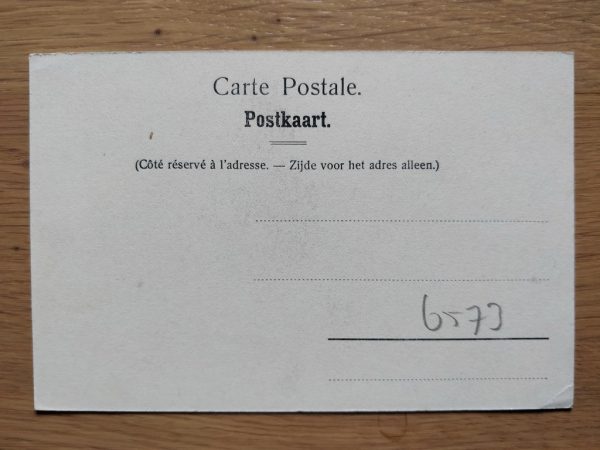 Carte Postale.
Postkaart.
(Côté réservé à l'adresse. — Zijde voor het adres alleen.)
6573